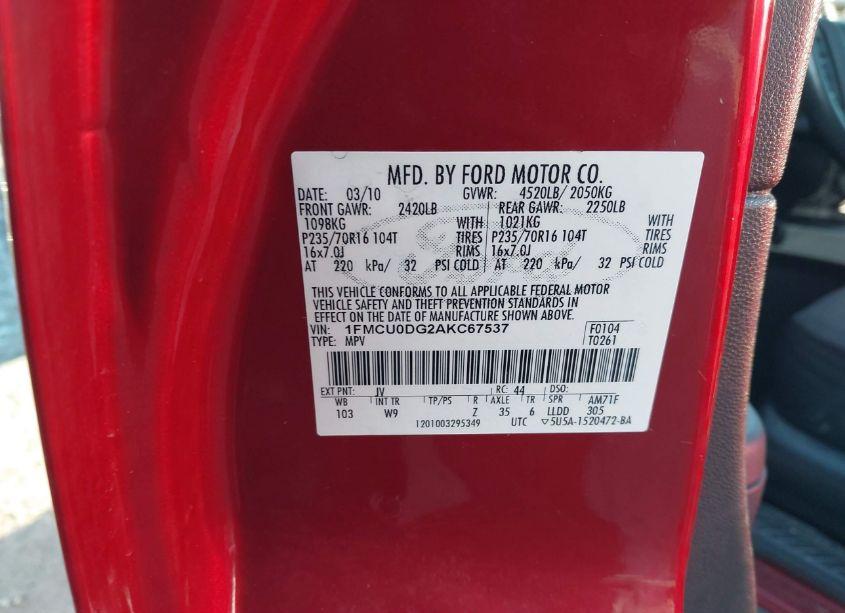 MFD. BY FORD MOTOR CO.
DATE: 03/10 GVWR: 4520LB/ 2050KG
FRONT GAWR: 2420LB REAR GAWR: 2250LB
1098KG WITH 1021KG WITH
P235/70R16 104T TIRES P235/70R16 104T TIRES
16x7.0J RIMS 16x7.0J RIMS
AT 220 kPa/ 32 PSI COLD AT 220 kPa/ 32 PSI COLD
THIS VEHICLE CONFORMS TO ALL APPLICABLE FEDERAL MOTOR
VEHICLE SAFETY AND THEFT PREVENTION STANDARDS IN
EFFECT ON THE DATE OF MANUFACTURE SHOWN ABOVE.
VIN: 1FMCU0DG2AKC67537 F0104
TYPE: MPV T0261
EXT PNT: JV RC: 44 DSO:
WB INT TR TP/PS R AXLE TR SPR AM71F
103 W9 Z 35 6 LLDD 305
1201003295349 UTC ▽5U5A-1520472-BA